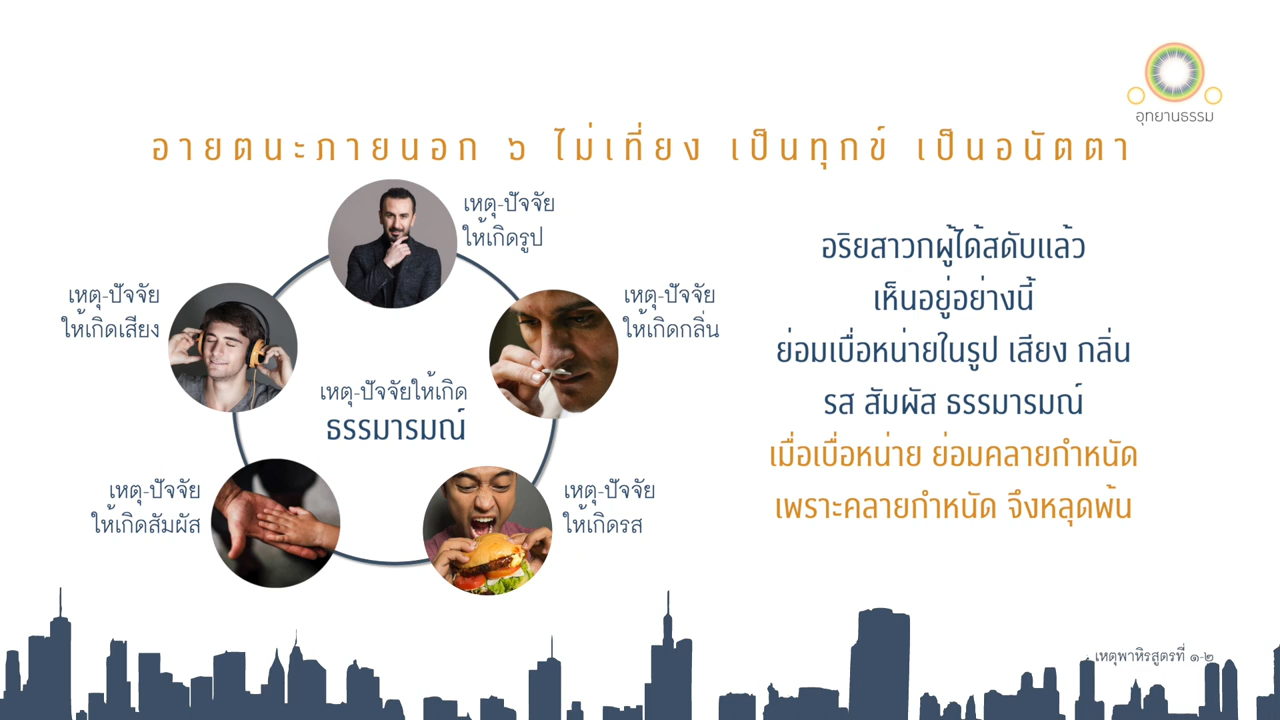 อุทยานธรรม
อายตนะภายนอก ๖ ไม่เที่ยง เป็นทุกข์ เป็นอนัตตา
เหตุ-ปัจจัย
ให้เกิดรูป
เหตุ-ปัจจัย
ให้เกิดเสียง
เหตุ-ปัจจัย
ให้เกิดกลิ่น
เหตุ-ปัจจัยให้เกิด
ธรรมารมณ์
เหตุ-ปัจจัย
ให้เกิดสัมผัส
เหตุ-ปัจจัย
ให้เกิดรส
อริยสาวกผู้ได้สดับแล้ว
เห็นอยู่อย่างนี้
ย่อมเบื่อหน่ายในรูป เสียง กลิ่น
รส สัมผัส ธรรมารมณ์
เมื่อเบื่อหน่าย ย่อมคลายกำหนัด
เพราะคลายกำหนัด จึงหลุดพ้น
เหตุพาหิรสูตรที่ ๑-๒